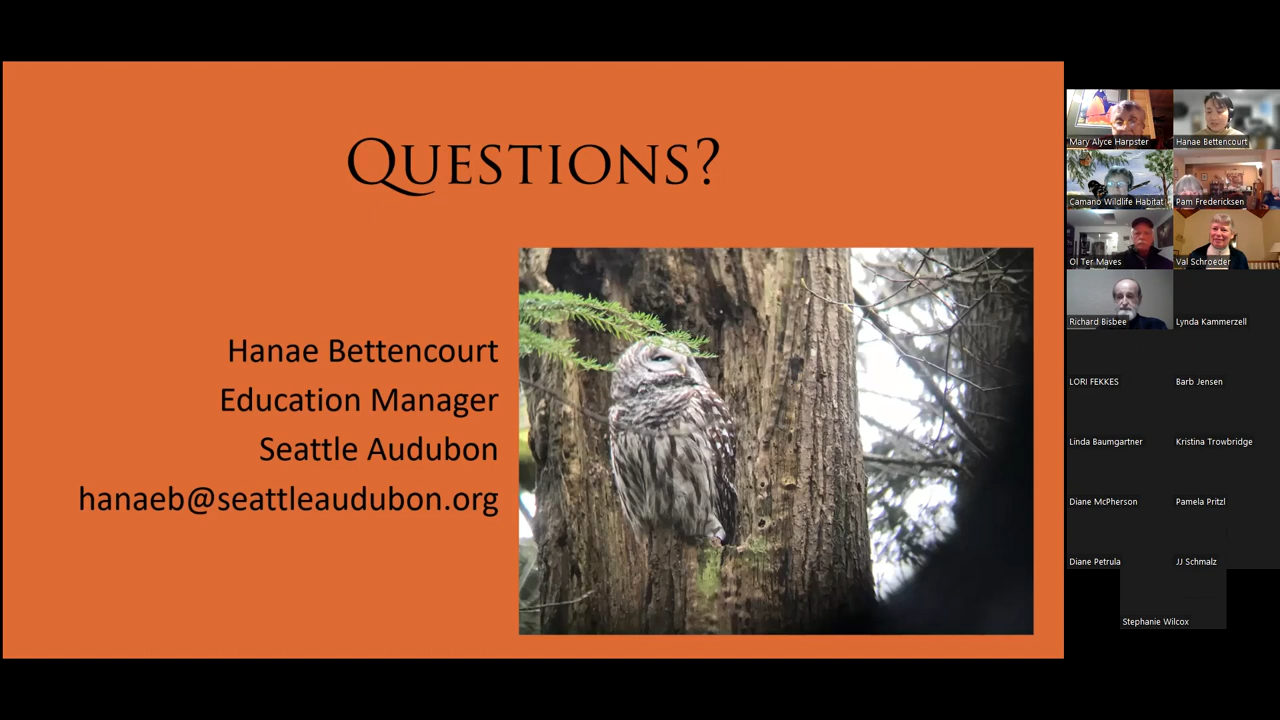 QUESTIONS?
Hanae Bettencourt
Education Manager
Seattle Audubon
hanaeb@seattleaudubon.org
Mary Alyce Harpster
Hanae Bettencourt
Camano Wildlife Habitat
Pam Fredericksen
Ol Ter Maves
Val Schroeder
Richard Bisbee
Lynda Kammerzell
LORI FEKKES
Barb Jensen
Linda Baumgartner
Kristina Trowbridge
Diane McPherson
Pamela Pritzl
Diane Petrula
JJ Schmalz
Stephanie Wilcox